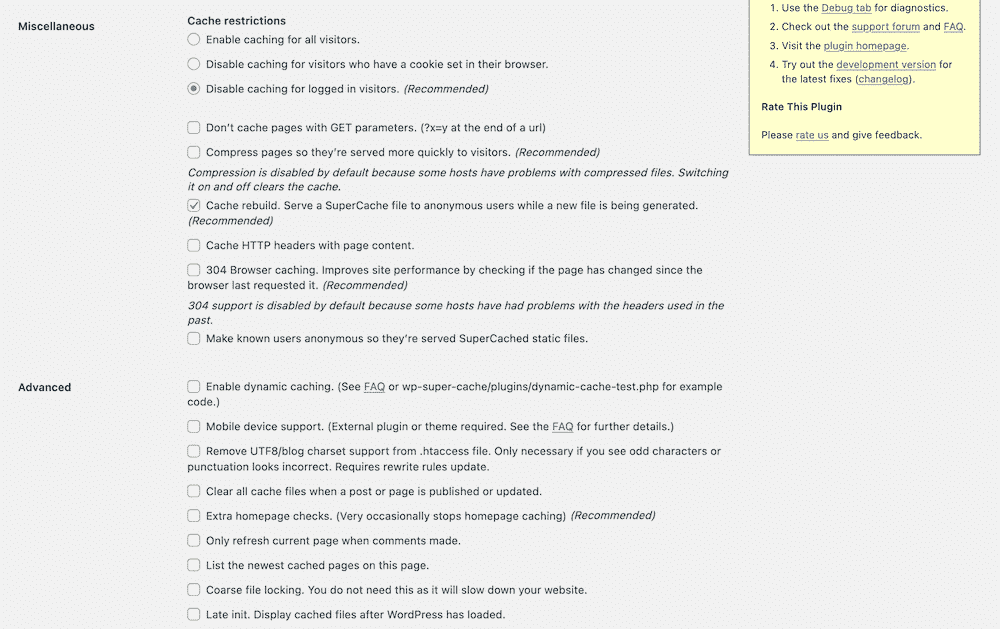 Miscellaneous
Cache restrictions
Enable caching for all visitors.
Disable caching for visitors who have a cookie set in their browser.
Disable caching for logged in visitors. (Recommended)
Don't cache pages with GET parameters. (?x=y at the end of a url)
Compress pages so they're served more quickly to visitors. (Recommended)
Compression is disabled by default because some hosts have problems with compressed files. Switching
it on and off clears the cache.
Cache rebuild. Serve a SuperCache file to anonymous users while a new file is being generated.
(Recommended)
Cache HTTP headers with page content.
304 Browser caching. Improves site performance by checking if the page has changed since the
browser last requested it. (Recommended)
304 support is disabled by default because some hosts have had problems with the headers used in the
past.
Make known users anonymous so they're served SuperCached static files.
Advanced
Enable dynamic caching. (See FAQ or wp-super-cache/plugins/dynamic-cache-test.php for example
code.)
Mobile device support. (External plugin or theme required. See the FAQ for further details.)
Remove UTF8/blog charset support from .htaccess file. Only necessary if you see odd characters or
punctuation looks incorrect. Requires rewrite rules update.
Clear all cache files when a post or page is published or updated.
Extra homepage checks. (Very occasionally stops homepage caching) (Recommended)
Only refresh current page when comments made.
List the newest cached pages on this page.
Coarse file locking. You do not need this as it will slow down your website.
Late init. Display cached files after WordPress has loaded.
1. Use the Debug tab for diagnostics.
2. Check out the support forum and FAQ.
3. Visit the plugin homepage.
4. Try out the development version for
the latest fixes (changelog).
Rate This Plugin
Please rate us and give feedback.